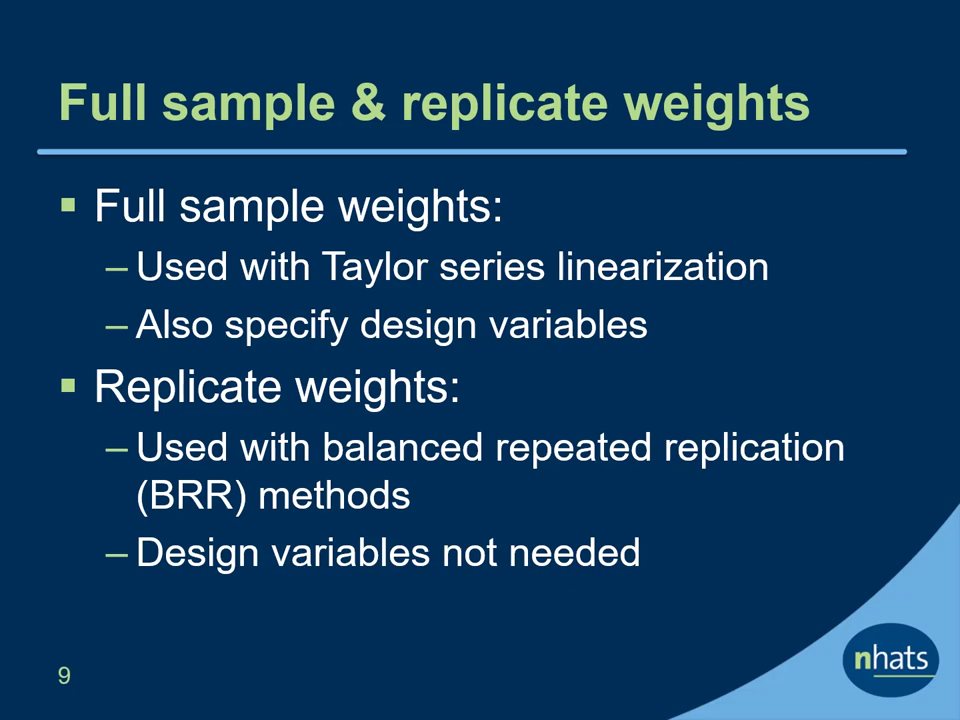 Full sample & replicate weights
▪ Full sample weights:
– Used with Taylor series linearization
– Also specify design variables
▪ Replicate weights:
– Used with balanced repeated replication
(BRR) methods
– Design variables not needed
9
nhats